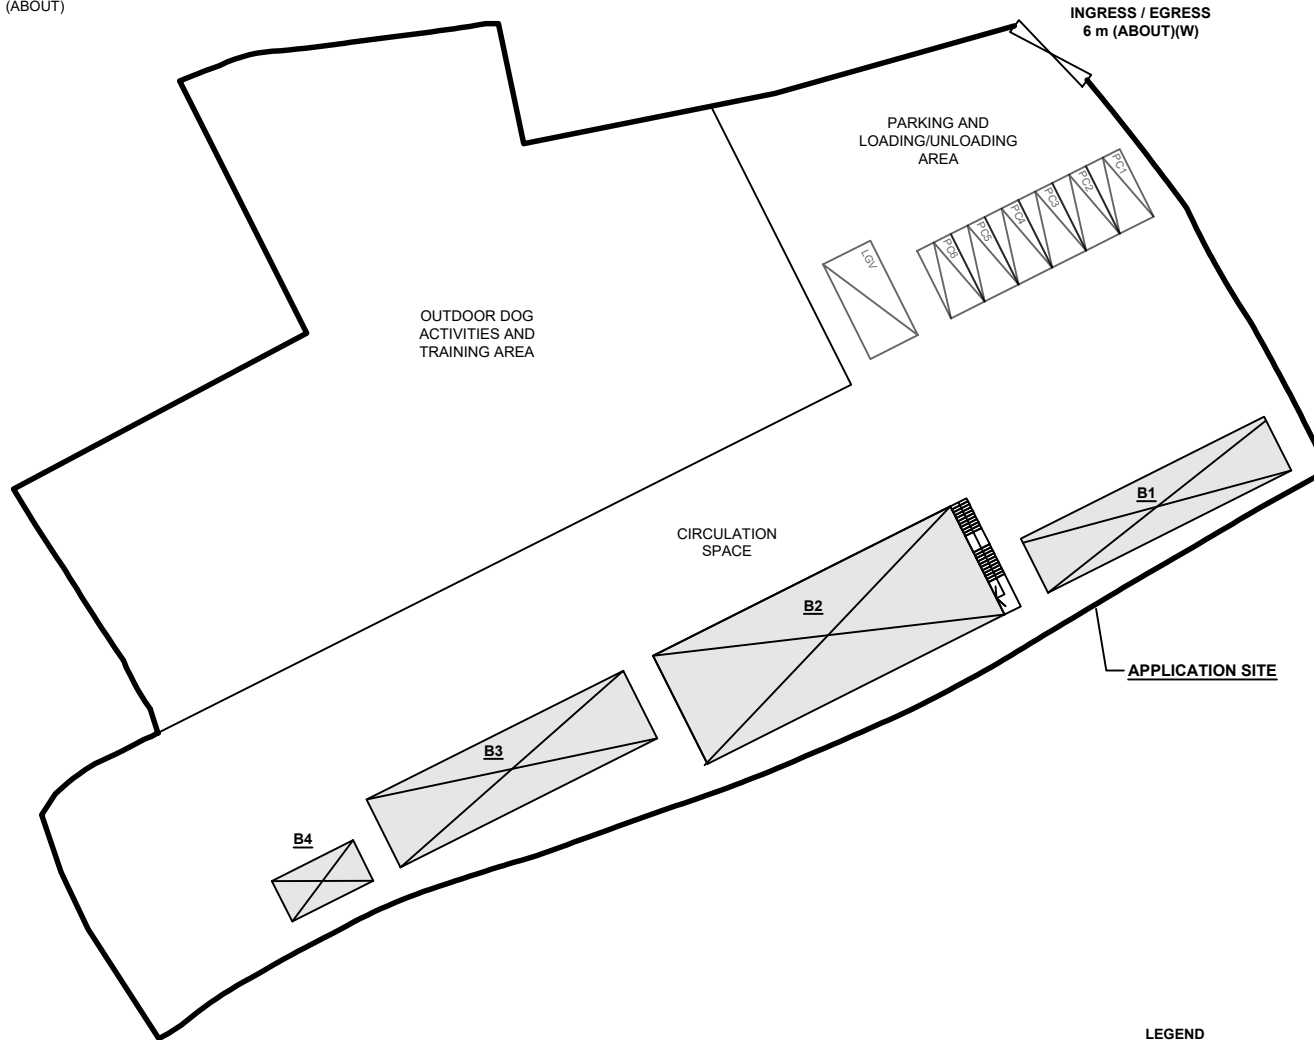 (ABOUT)
INGRESS / EGRESS
6 m (ABOUT)(W)
PARKING AND
LOADING/UNLOADING
AREA
PC1
PC2
PC3
PC4
PC5
PC6
LGV
OUTDOOR DOG
ACTIVITIES AND
TRAINING AREA
B1
CIRCULATION
SPACE
B2
APPLICATION SITE
B3
B4
LEGEND